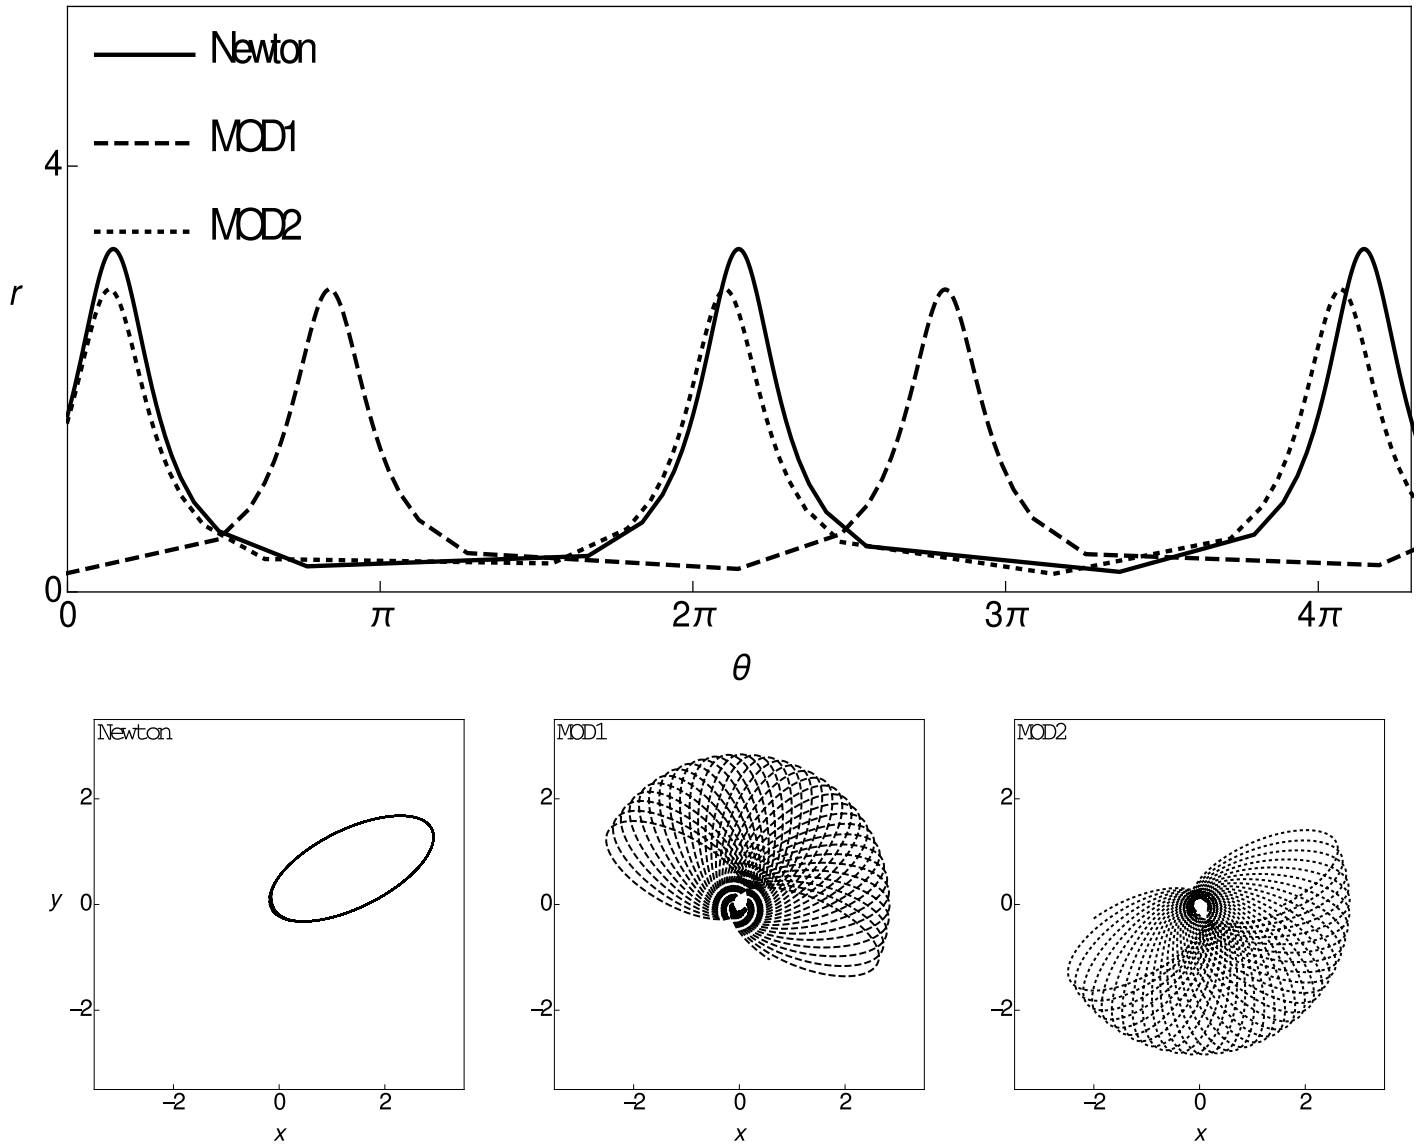 Newton
MOD1
4
MOD2
r
0
0 π 2π 3π 4π
θ
Newton MOD1 MOD2
2 2 2
y 0 0 0
−2 −2 −2
−2 0 2 −2 0 2 −2 0 2
x x x